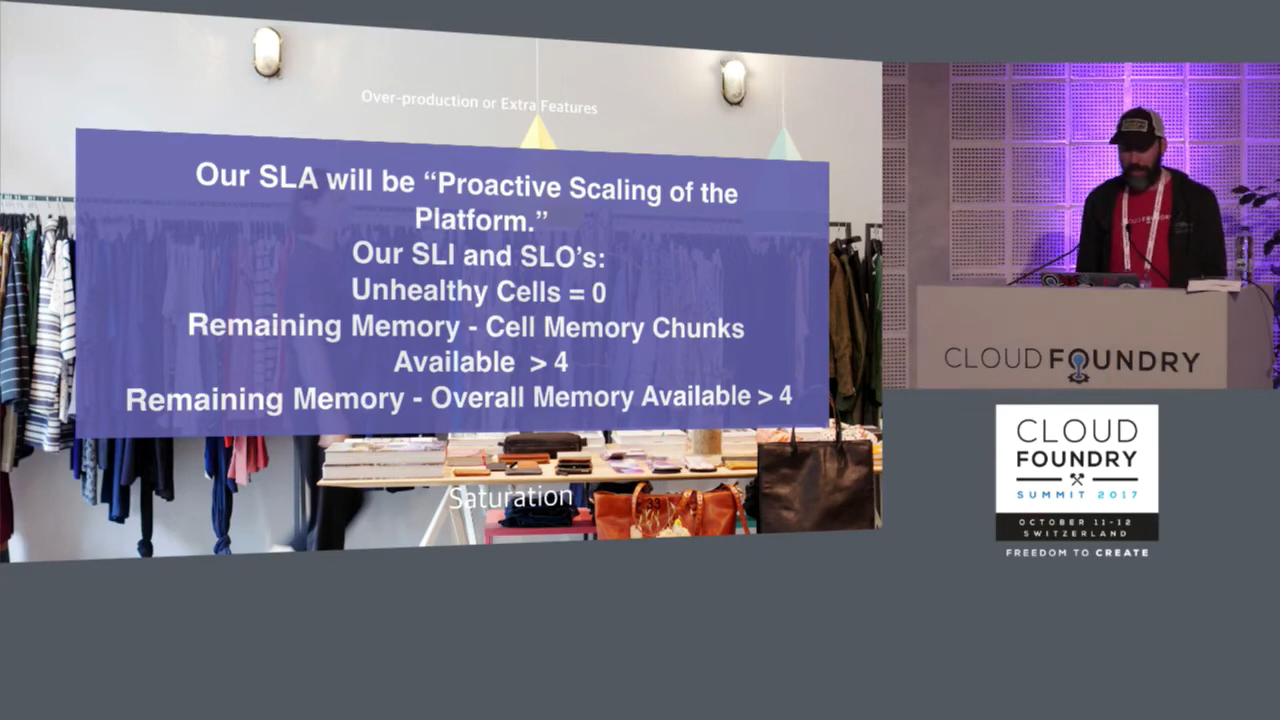 Over-production or Extra Features
Our SLA will be “Proactive Scaling of the
Platform.”
Our SLI and SLO’s:
Unhealthy Cells = 0
Remaining Memory - Cell Memory Chunks
Available > 4
Remaining Memory - Overall Memory Available > 4
Saturation
CLOUD FOUNDRY
CLOUD
FOUNDRY
SUMMIT 2017
OCTOBER 11-12
SWITZERLAND
FREEDOM TO CREATE